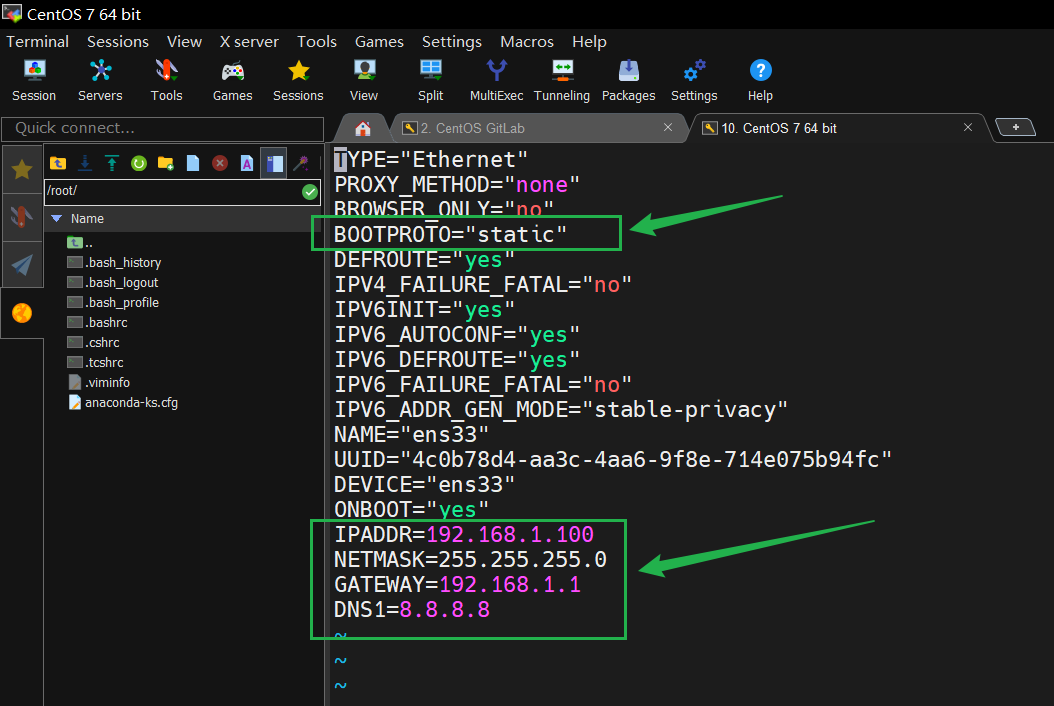 CentOS 7 64 bit
Terminal Sessions View X server Tools Games Settings Macros Help
Session Servers Tools Games Sessions View Split MultiExec Tunneling Packages Settings Help
Quick connect...
2. CentOS GitLab
10. CentOS 7 64 bit
/root/
Name
..
.bash_history
.bash_logout
.bash_profile
.bashrc
.cshrc
.tcshrc
.viminfo
anaconda-ks.cfg
TYPE="Ethernet"
PROXY_METHOD="none"
BROWSER_ONLY="no"
BOOTPROTO="static"
DEFROUTE="yes"
IPV4_FAILURE_FATAL="no"
IPV6INIT="yes"
IPV6_AUTOCONF="yes"
IPV6_DEFROUTE="yes"
IPV6_FAILURE_FATAL="no"
IPV6_ADDR_GEN_MODE="stable-privacy"
NAME="ens33"
UUID="4c0b78d4-aa3c-4aa6-9f8e-714e075b94fc"
DEVICE="ens33"
ONBOOT="yes"
IPADDR=192.168.1.100
NETMASK=255.255.255.0
GATEWAY=192.168.1.1
DNS1=8.8.8.8
~
~
~